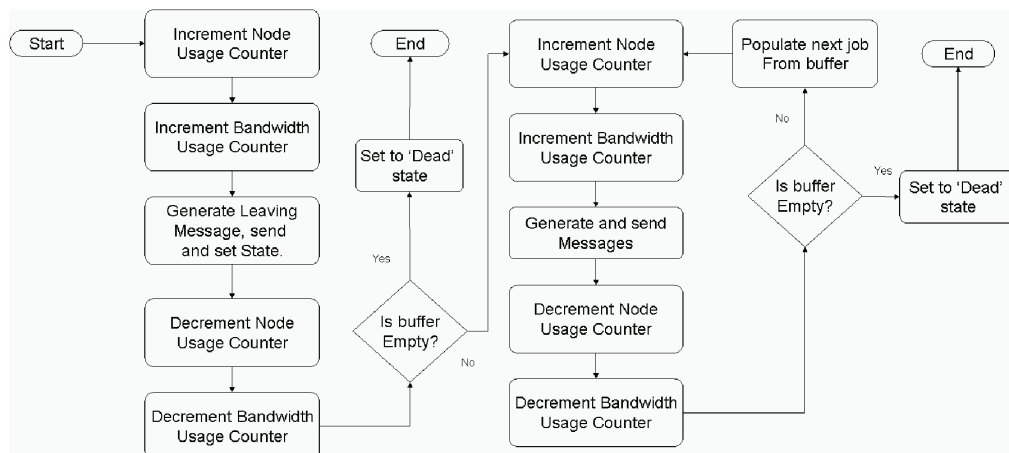 Start
Increment Node
Usage Counter
Increment Bandwidth
Usage Counter
Generate Leaving
Message, send
and set State.
Decrement Node
Usage Counter
Decrement Bandwidth
Usage Counter
End
Set to ‘Dead’
state
Yes
Is buffer
Empty?
No
Increment Node
Usage Counter
Increment Bandwidth
Usage Counter
Generate and send
Messages
Decrement Node
Usage Counter
Decrement Bandwidth
Usage Counter
Populate next job
From buffer
No
Is buffer
Empty?
Yes
End
Set to ‘Dead’
state